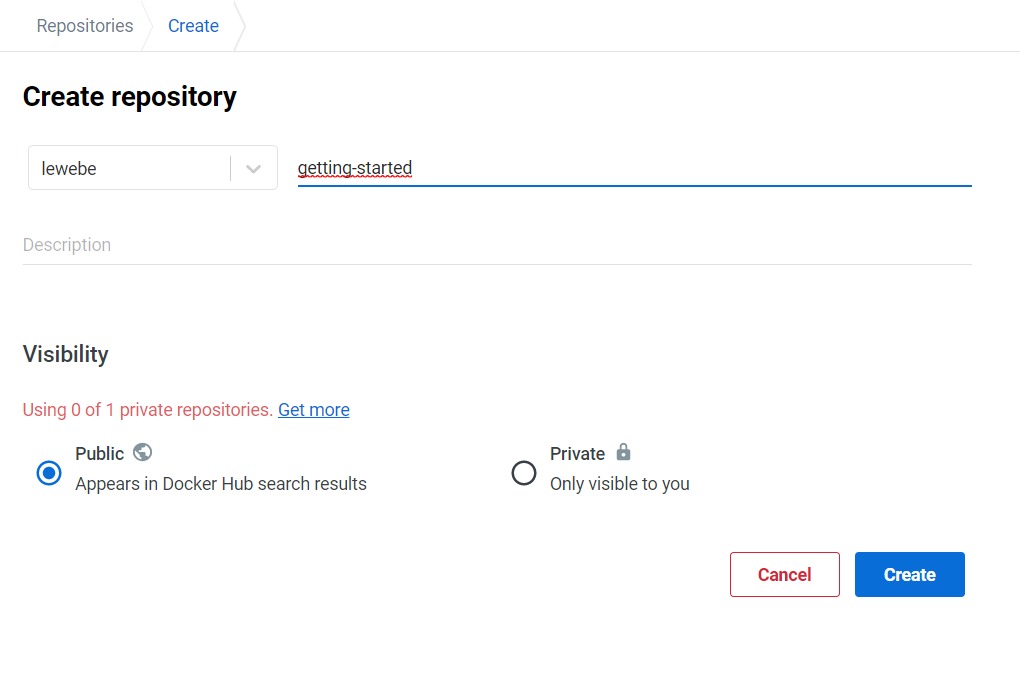 Repositories Create
Create repository
lewebe getting-started
Description
Visibility
Using 0 of 1 private repositories. Get more
Public Private
Appears in Docker Hub search results Only visible to you
Cancel Create